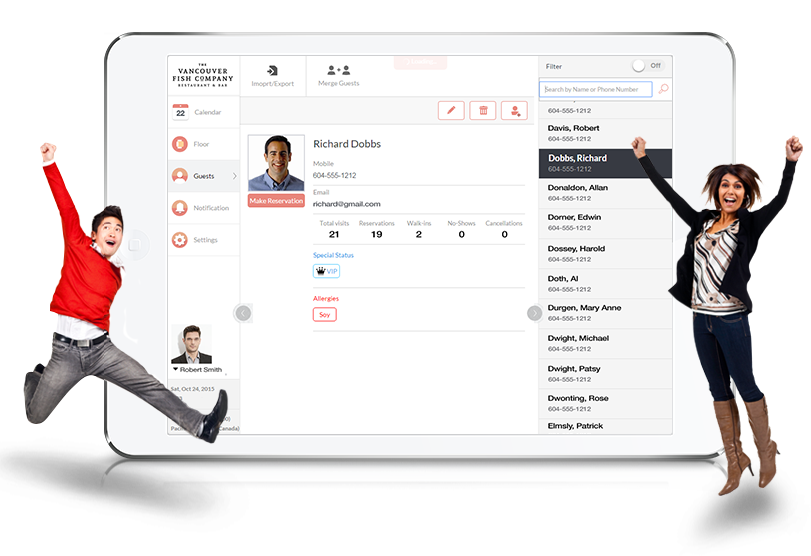 THE
VANCOUVER
FISH COMPANY
RESTAURANT & BAR
22
Calendar
Floor
Guests
Notification
Settings
Robert Smith
Sat, Oct 24, 2015
Imoprt/Export
Merge Guests
Richard Dobbs
Mobile
604-555-1212
Email
richard@gmail.com
Make Reservation
Total visits Reservations Walk-ins No-Shows Cancellations
21 19 2 0 0
Special Status
VIP
Allergies
Soy
Filter
Off
Search by Name or Phone Number
604-555-1212
Davis, Robert
604-555-1212
Dobbs, Richard
604-555-1212
Donaldon, Allan
604-555-1212
Dorner, Edwin
604-555-1212
Dossey, Harold
604-555-1212
Doth, Al
604-555-1212
Durgen, Mary Anne
604-555-1212
Dwight, Michael
604-555-1212
Dwight, Patsy
604-555-1212
Dwonting, Rose
604-555-1212
Elmsly, Patrick